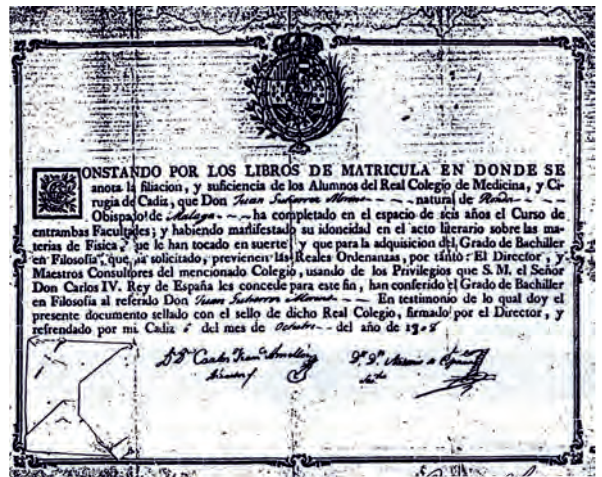 CONSTANDO POR LOS LIBROS DE MATRICULA EN DONDE SE
anota la filiacion, y suficiencia de los Alumnos del Real Colegio de Medicina, y Ci-
rugia de Cadiz, que Don Juan Gutierrez Moreno natural de Ronda
Obispado de Malaga ha completado en el espacio de seis años el Curso de
entrambas Facultades; y habiendo manifestado su idoneidad en el acto literario sobre las ma-
terias de Fisica, que le han tocado en suerte, y que para la adquisicion del Grado de Bachiller
en Filosofia, que ha solicitado, previenen las Reales Ordenanzas, por tanto: El Director, y
Maestros Consultores del mencionado Colegio, usando de los Privilegios que S. M. el Señor
Don Carlos IV. Rey de España les concede para este fin, han conferido el Grado de Bachiller
en Filosofia al referido Don Juan Gutierrez Moreno En testimonio de lo qual doy el
presente documento sellado con el sello de dicho Real Colegio, firmado por el Director, y
refrendado por mi Cadiz 6 del mes de Octubre del año de 1808
Dr. Dn. Carlos Franco Ameller
Director